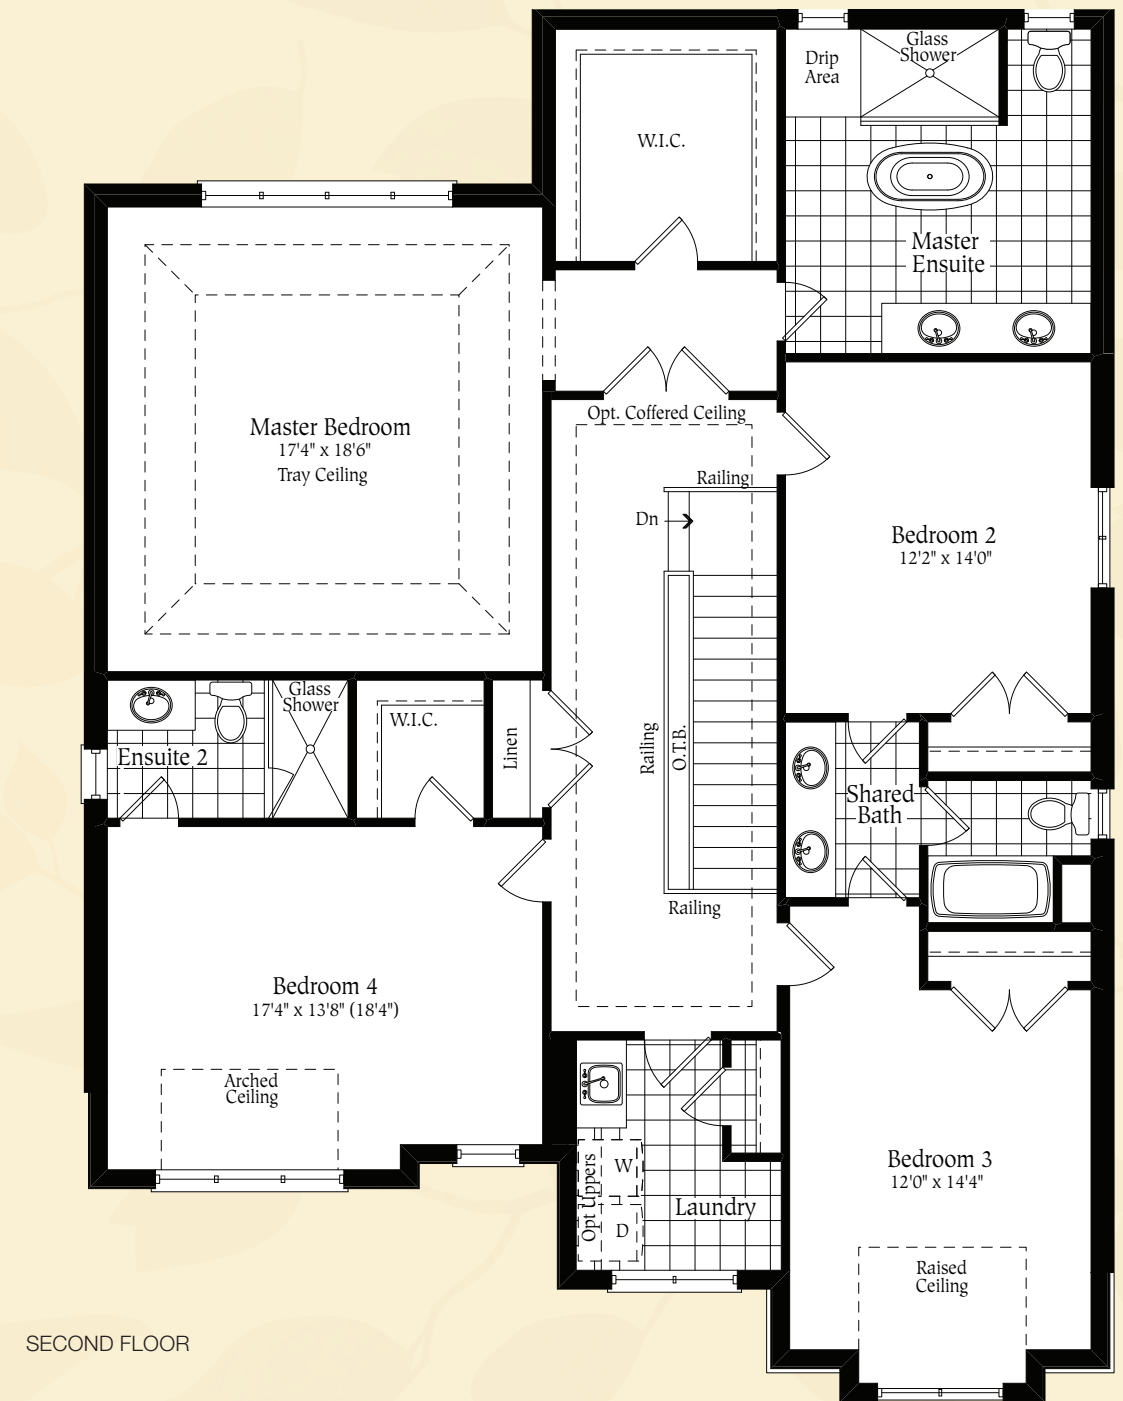 Glass
Shower
Drip
Area
W.I.C.
Master
Ensuite
Opt. Coffered Ceiling
Master Bedroom
17'4" x 18'6"
Tray Ceiling
Railing
Dn
Bedroom 2
12'2" x 14'0"
Glass
Shower
W.I.C.
Linen
Ensuite 2
Railing
O.T.B.
Shared
Bath
Railing
Bedroom 4
17'4" x 13'8" (18'4")
Arched
Ceiling
Bedroom 3
12'0" x 14'4"
Opt Uppers
W
D
Laundry
Raised
Ceiling
SECOND FLOOR